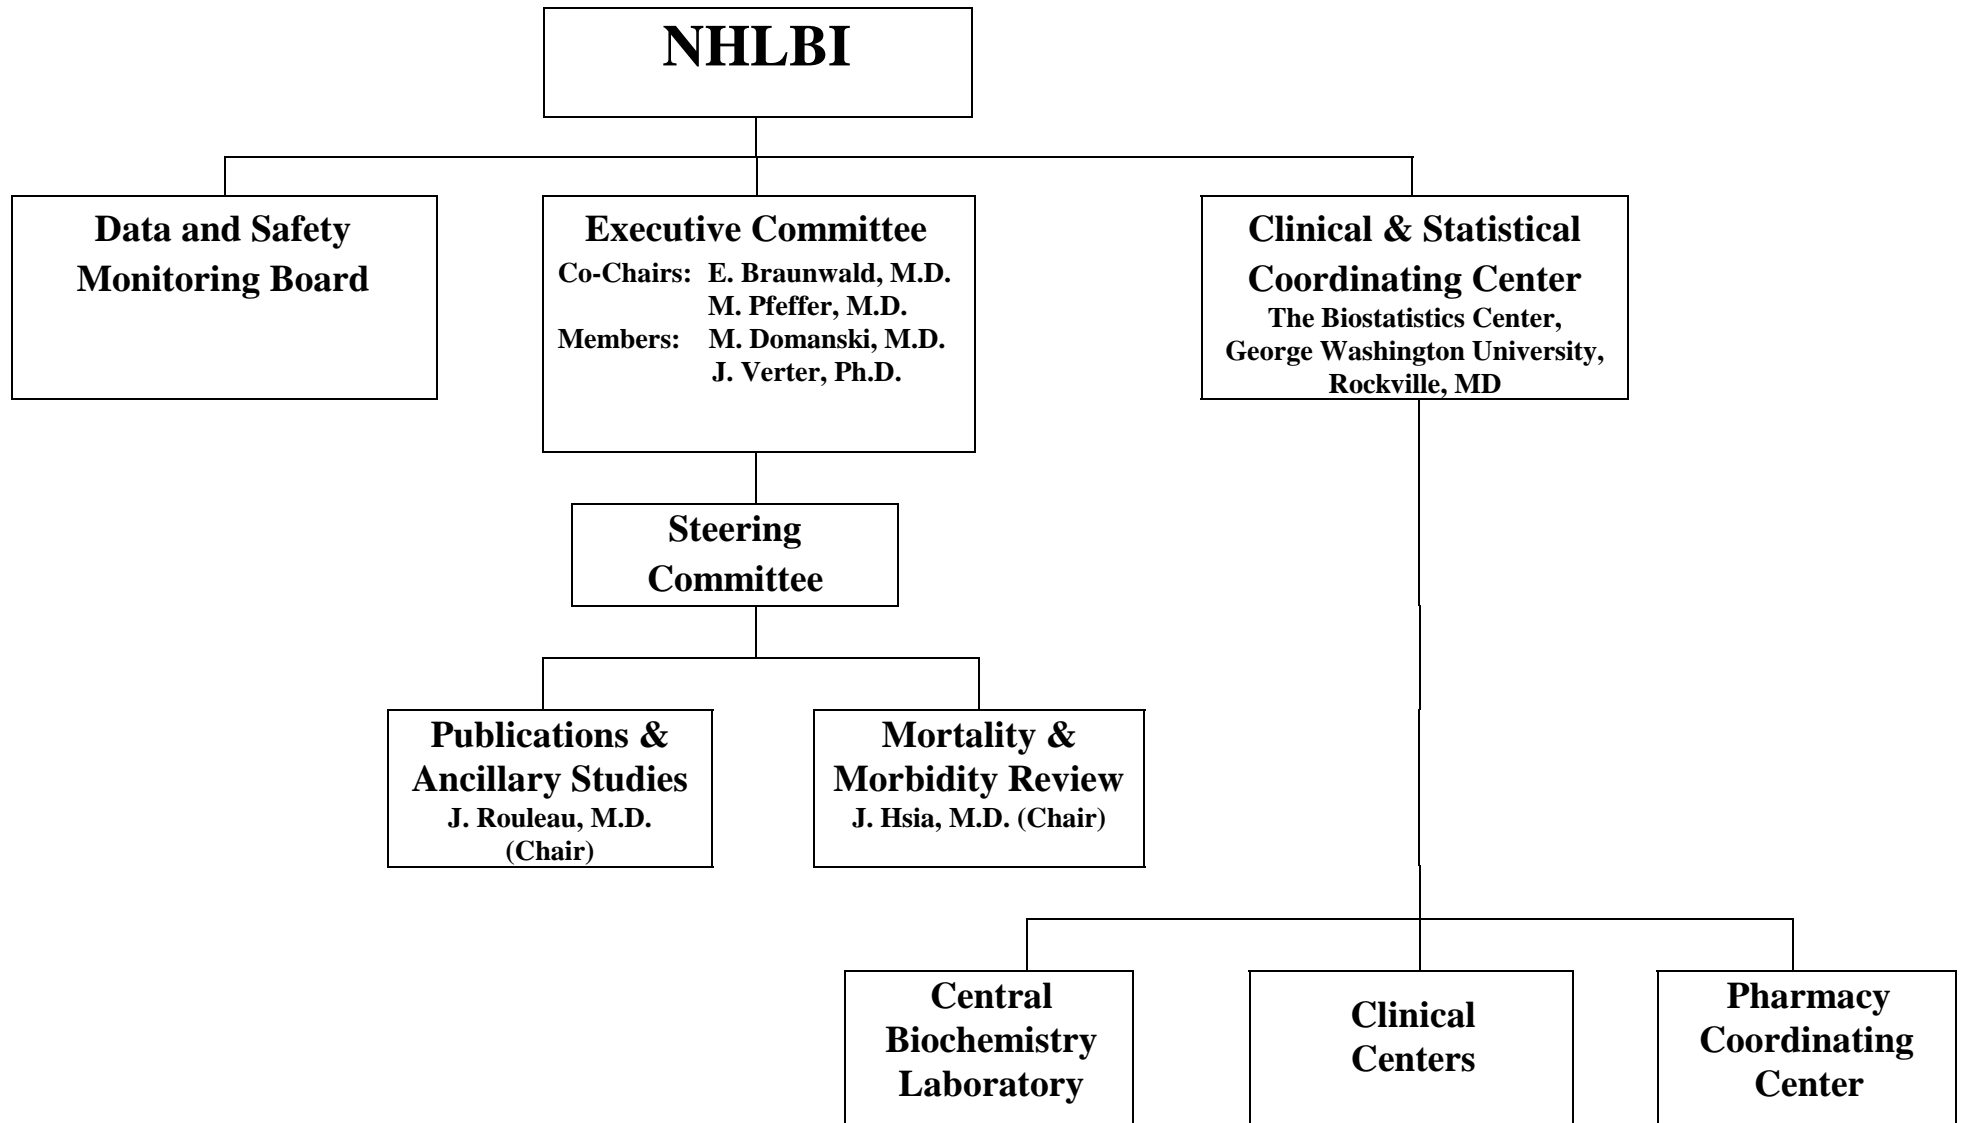 NHLBI
Data and Safety
Monitoring Board
Executive Committee
Co-Chairs: E. Braunwald, M.D.
M. Pfeffer, M.D.
Members: M. Domanski, M.D.
J. Verter, Ph.D.
Clinical & Statistical
Coordinating Center
The Biostatistics Center,
George Washington University,
Rockville, MD
Steering
Committee
Publications &
Ancillary Studies
J. Rouleau, M.D.
(Chair)
Mortality &
Morbidity Review
J. Hsia, M.D. (Chair)
Central
Biochemistry
Laboratory
Clinical
Centers
Pharmacy
Coordinating
Center